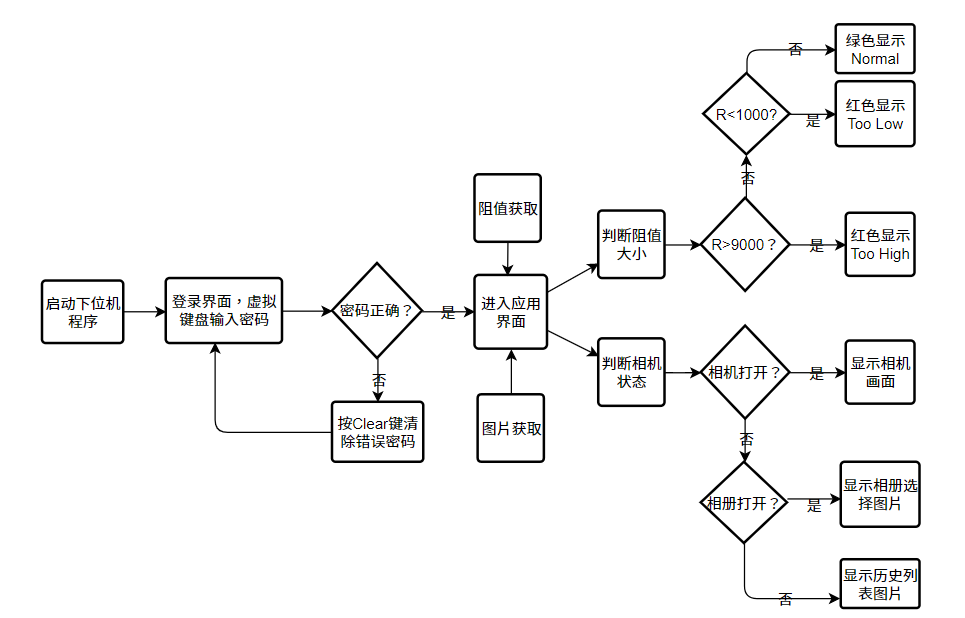 启动下位机
程序
登录界面，虚拟
键盘输入密码
密码正确？
是
否
按Clear键清
除错误密码
阻值获取
进入应用
界面
图片获取
判断阻值
大小
R>9000？
是
红色显示
Too High
否
R<1000?
是
红色显示
Too Low
否
绿色显示
Normal
判断相机
状态
相机打开？
是
显示相机
画面
否
相册打开？
是
显示相册选
择图片
否
显示历史列
表图片